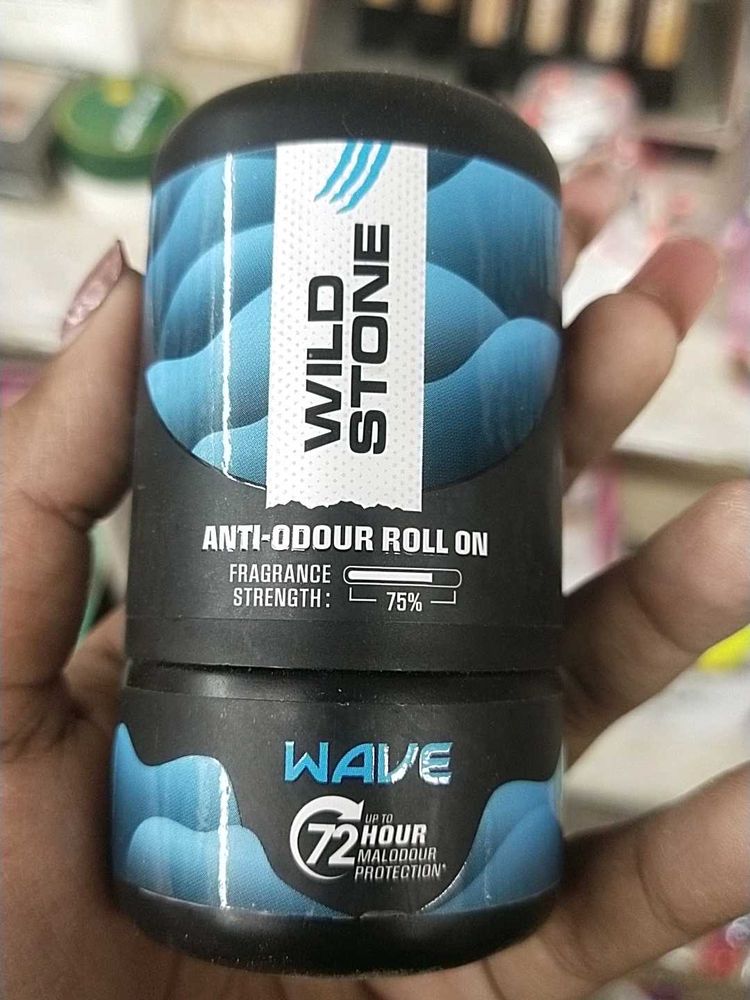 WILD
STONE
ANTI-ODOUR ROLL ON
FRAGRANCE
STRENGTH:
75%
WAVE
72
UP TO
HOUR
MALODOUR
PROTECTION*